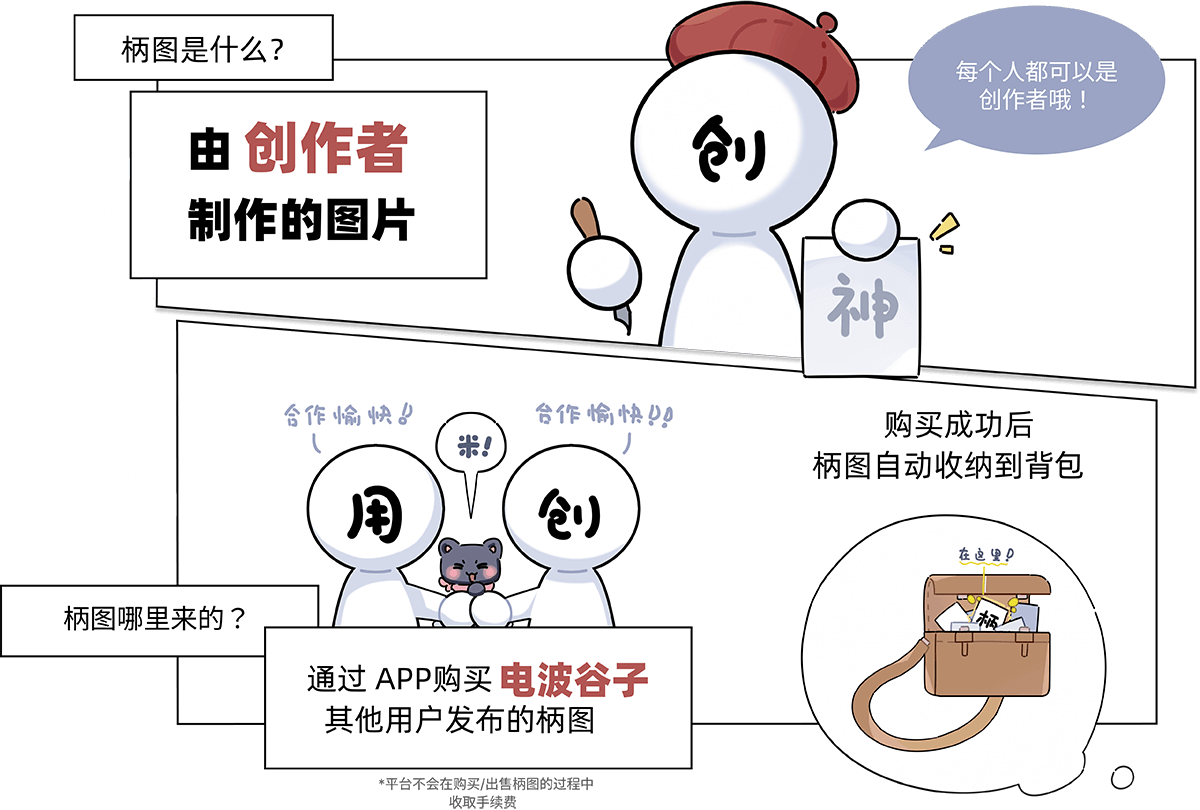 柄图是什么？
由 创作者
制作的图片
每个人都可以是
创作者哦！
创
神
合作愉快！
合作愉快！！
米！
用
创
购买成功后
柄图自动收纳到背包
在这里！
柄
柄图哪里来的？
通过 APP购买 电波谷子
其他用户发布的柄图
*平台不会在购买/出售柄图的过程中
收取手续费